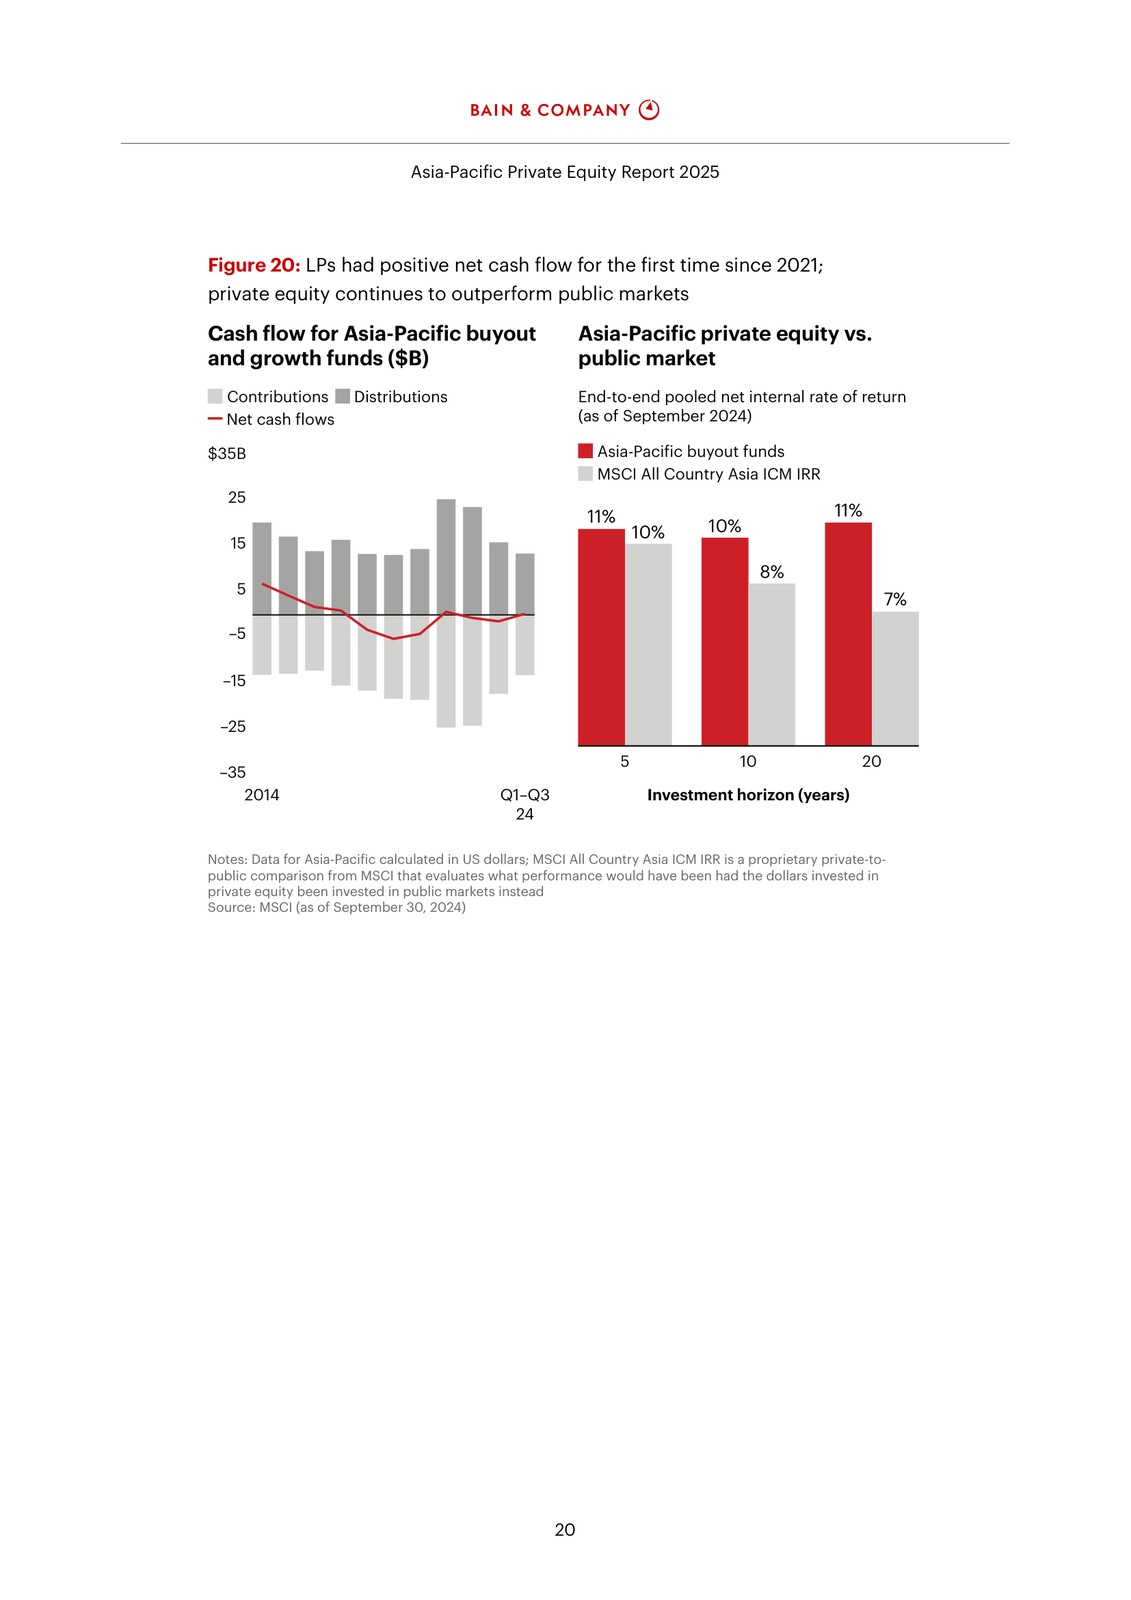 BAIN & COMPANY
Asia-Pacific Private Equity Report 2025
Figure 20: LPs had positive net cash flow for the first time since 2021;
private equity continues to outperform public markets
Cash flow for Asia-Pacific buyout
and growth funds ($B)
Contributions Distributions
Net cash flows
$35B
25
15
5
–5
–15
–25
–35
2014
Q1–Q3
24
Asia-Pacific private equity vs.
public market
End-to-end pooled net internal rate of return
(as of September 2024)
Asia-Pacific buyout funds
MSCI All Country Asia ICM IRR
11%
10%
10%
8%
11%
7%
5
10
20
Investment horizon (years)
Notes: Data for Asia-Pacific calculated in US dollars; MSCI All Country Asia ICM IRR is a proprietary private-to-
public comparison from MSCI that evaluates what performance would have been had the dollars invested in
private equity been invested in public markets instead
Source: MSCI (as of September 30, 2024)
20